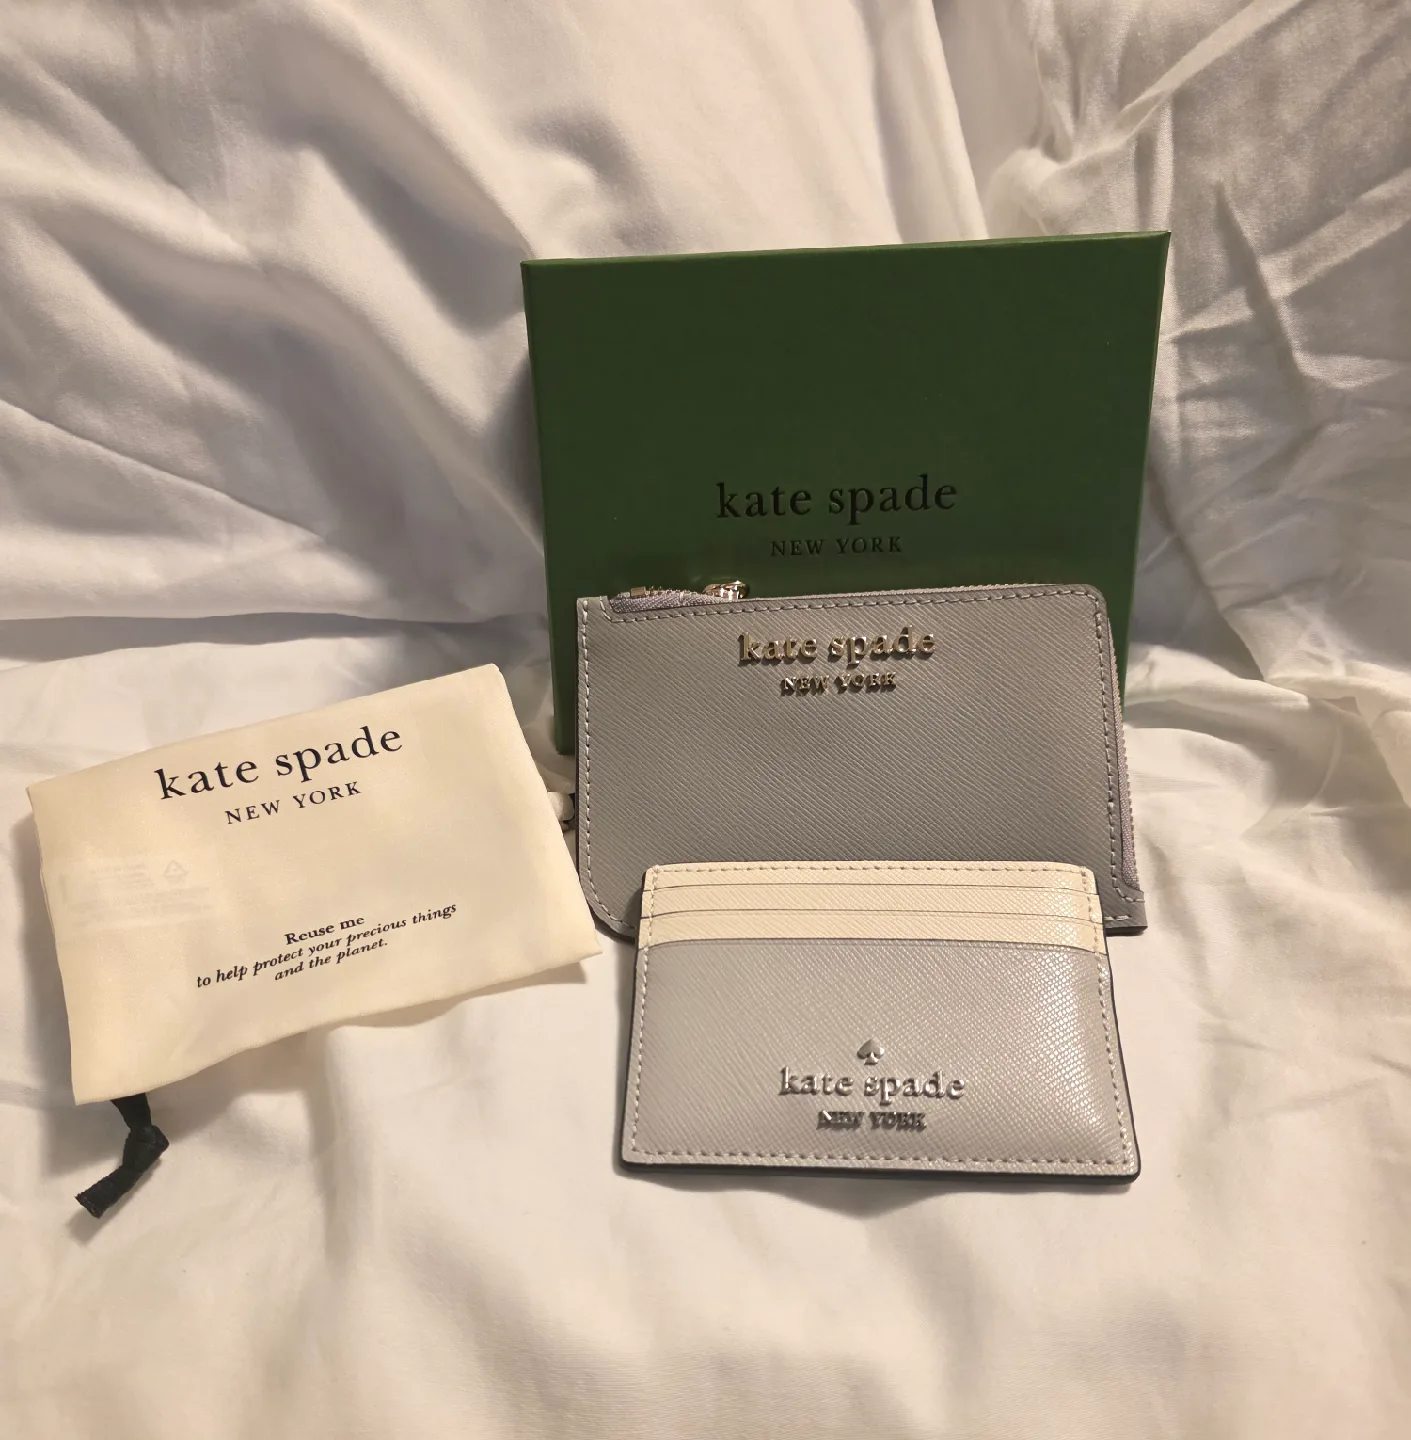 kate spade
NEW YORK
kate spade
NEW YORK
kate spade
NEW YORK
Reuse me
to help protect your precious things
and the planet.
kate spade
NEW YORK